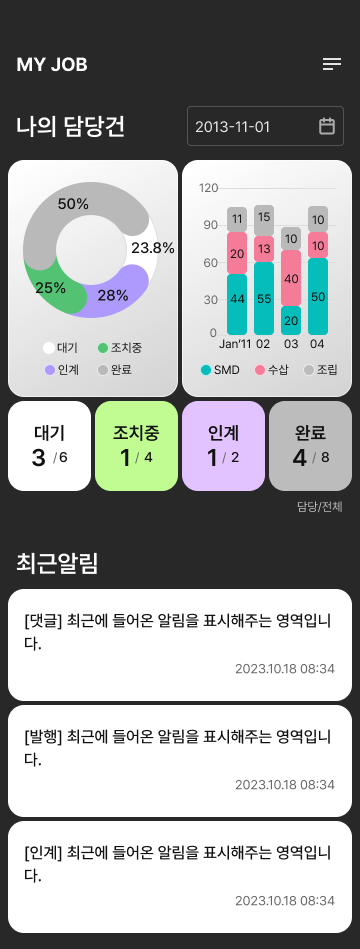 MY JOB
나의 담당건
2013-11-01
50%
23.8%
25%
28%
대기
조치중
인계
완료
120
90
60
30
0
11
15
10
10
20
13
40
10
44
55
20
50
Jan'11 02 03 04
SMD 수삽 조립
대기
3 /6
조치중
1 / 4
인계
1 / 2
완료
4 / 8
담당/전체
최근알림
[댓글] 최근에 들어온 알림을 표시해주는 영역입니
다.
2023.10.18 08:34
[발행] 최근에 들어온 알림을 표시해주는 영역입니
다.
2023.10.18 08:34
[인계] 최근에 들어온 알림을 표시해주는 영역입니
다.
2023.10.18 08:34